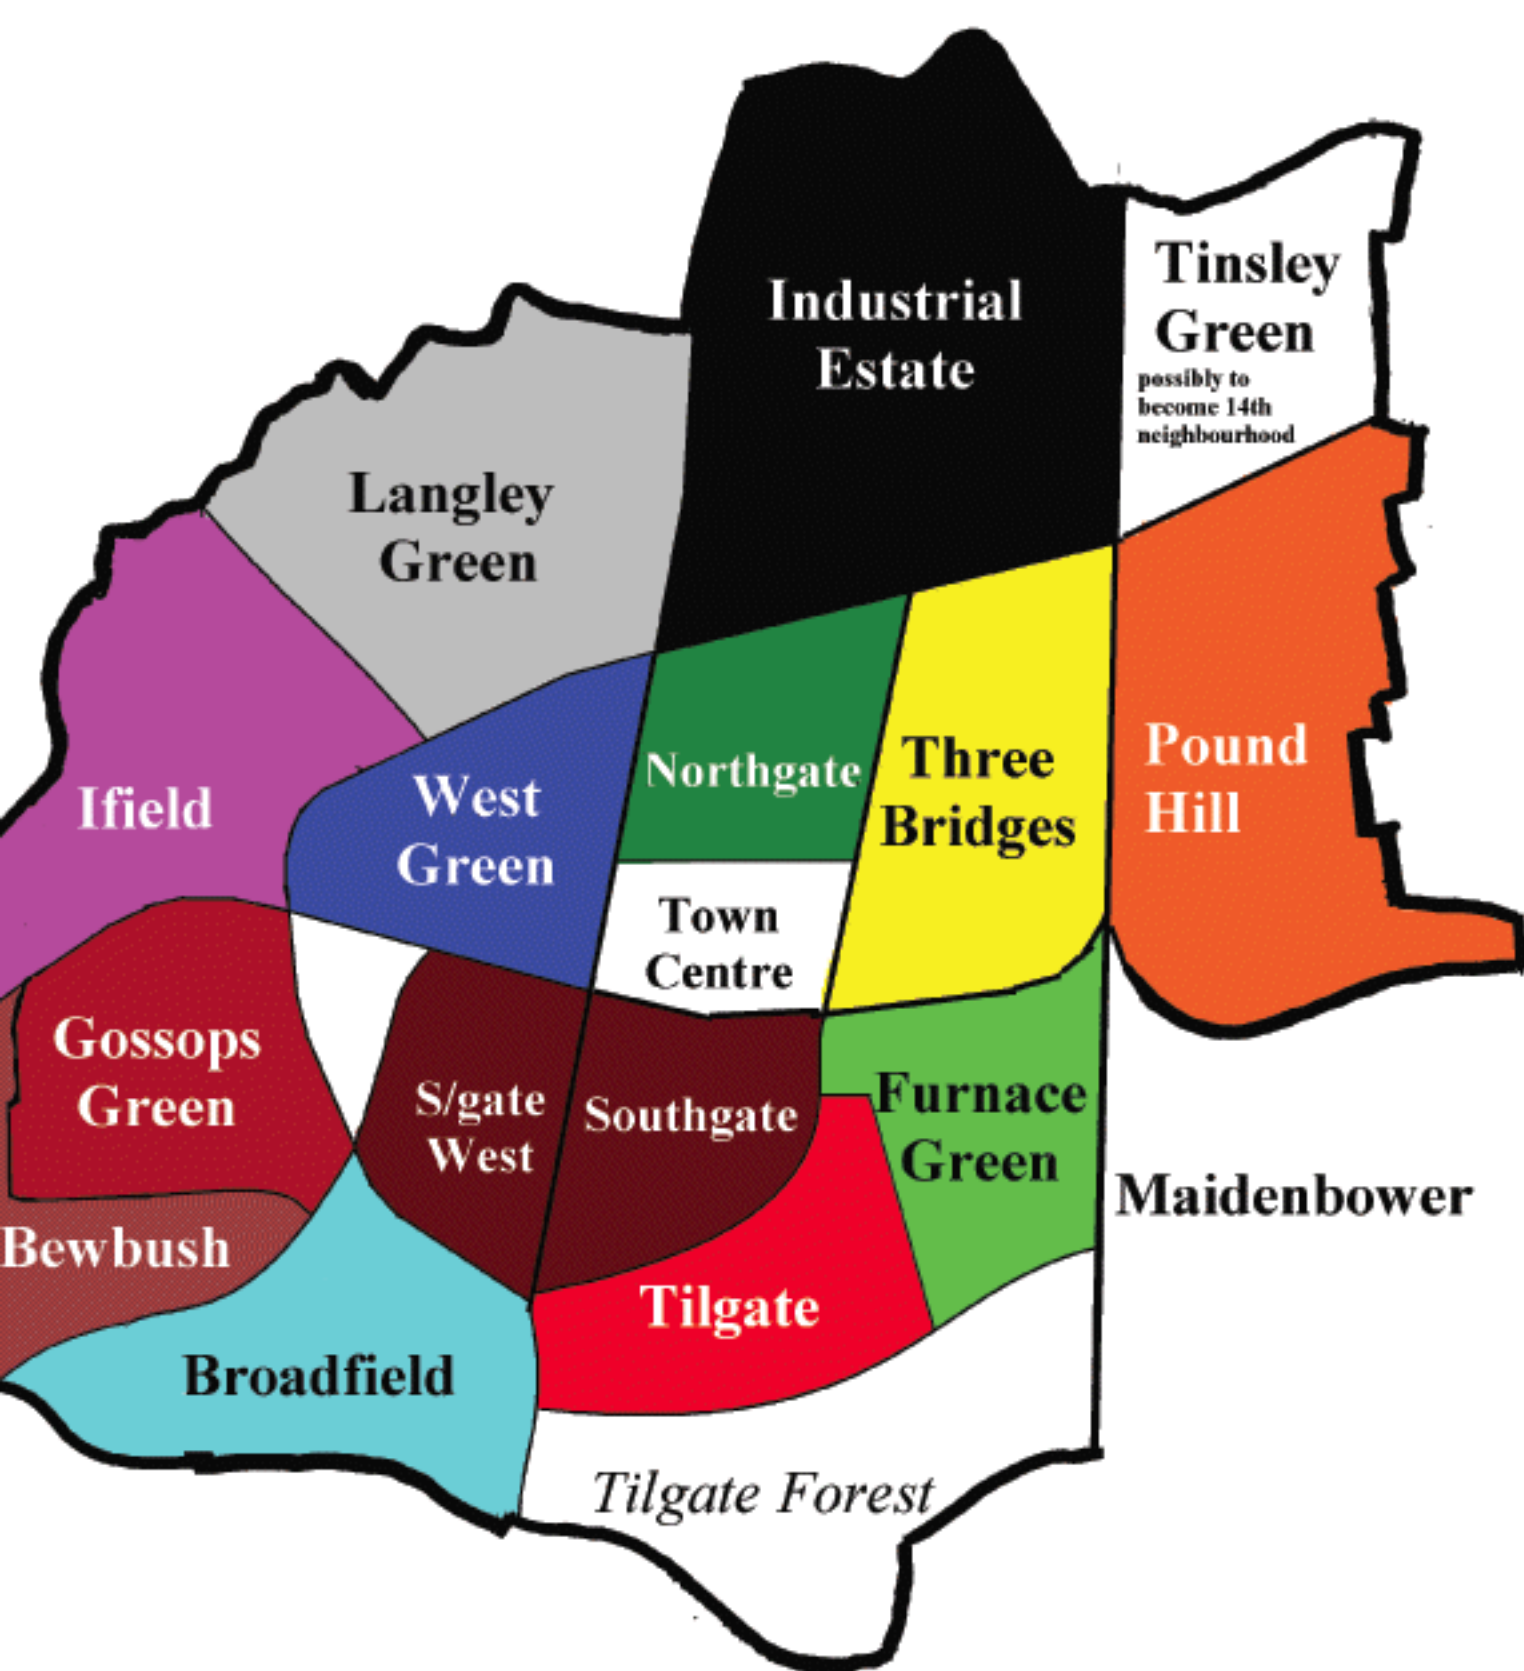 Industrial
Estate
Tinsley
Green
possibly to
become 14th
neighbourhood
Langley
Green
Ifield
West
Green
Northgate
Three
Bridges
Pound
Hill
Town
Centre
Gossops
Green
S/gate
West
Southgate
Furnace
Green
Maidenbower
Bewbush
Tilgate
Broadfield
Tilgate Forest